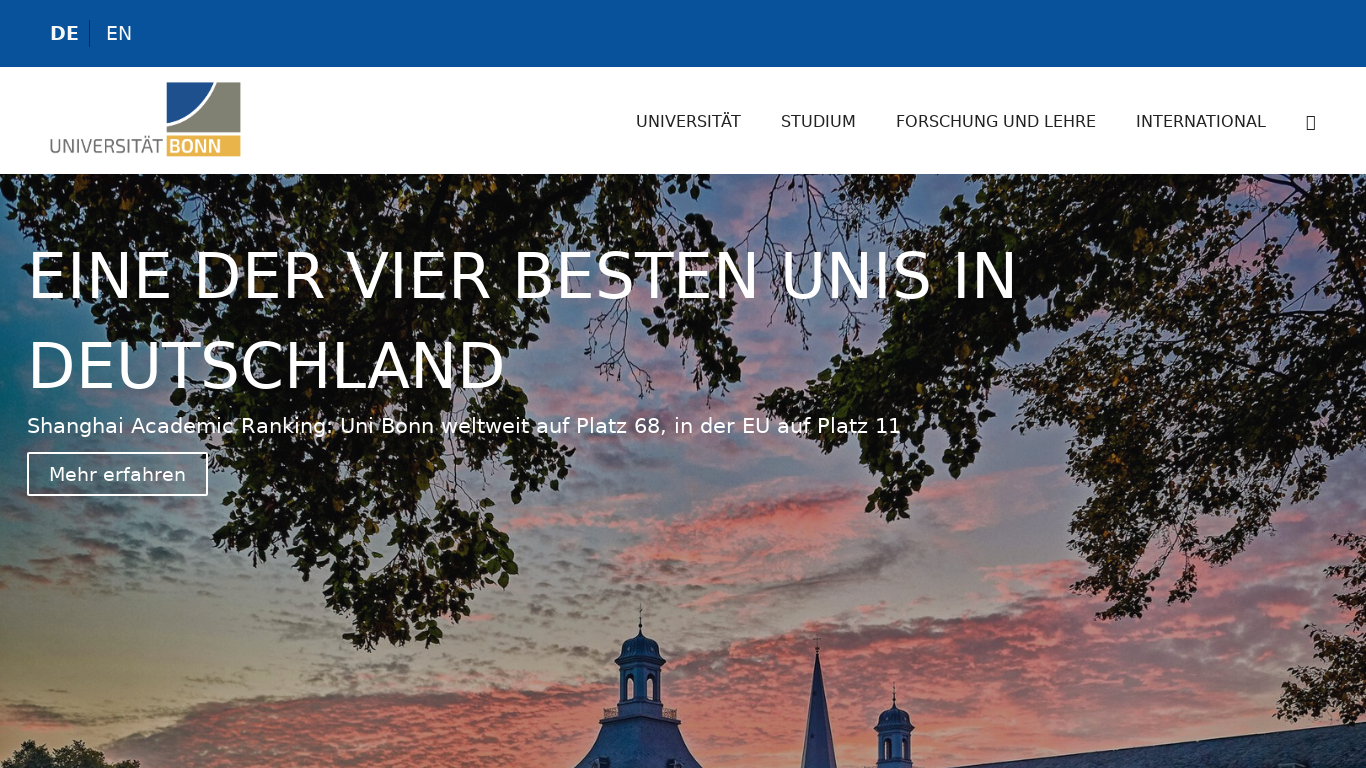 DE EN
UNIVERSITÄT BONN
UNIVERSITÄT STUDIUM FORSCHUNG UND LEHRE INTERNATIONAL
EINE DER VIER BESTEN UNIS IN
DEUTSCHLAND
Shanghai Academic Ranking: Uni Bonn weltweit auf Platz 68, in der EU auf Platz 11
Mehr erfahren